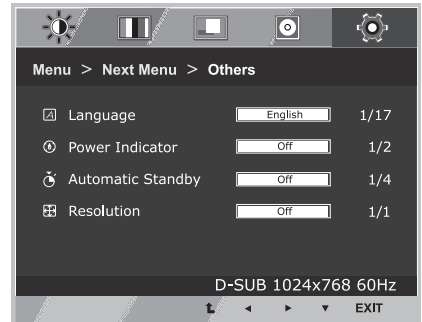 Menu > Next Menu > Others
Language English 1/17
Power Indicator Off 1/2
Automatic Standby Off 1/4
Resolution Off 1/1
D-SUB 1024x768 60Hz
EXIT